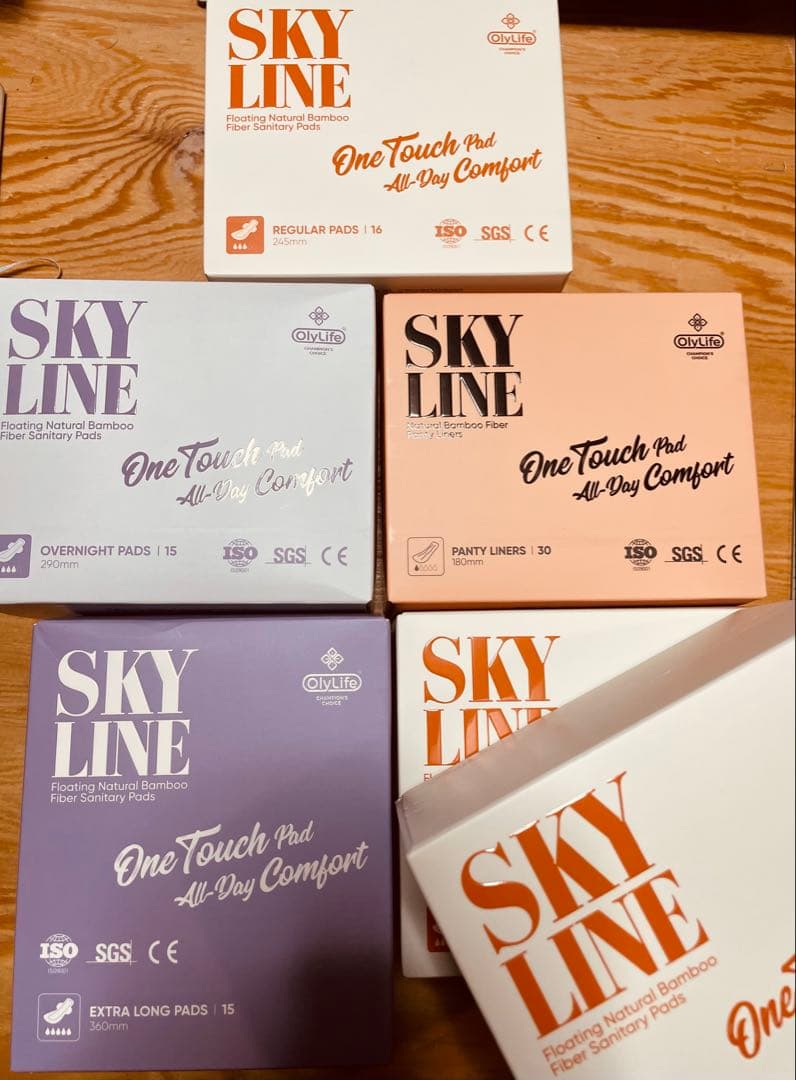 SKY
LINE
Floating Natural Bamboo
Fiber Sanitary Pads
OlyLife
CHAMPION'S
CHOICE
One Touch Pad
All-Day Comfort
REGULAR PADS | 16
245mm
ISO
SGS
CE
SKY
LINE
Floating Natural Bamboo
Fiber Sanitary Pads
OlyLife
CHAMPION'S
CHOICE
One Touch Pad
All-Day Comfort
OVERNIGHT PADS | 15
290mm
ISO
SGS
CE
SKY
LINE
Natural Bamboo Fiber
Panty Liners
OlyLife
CHAMPION'S
CHOICE
One Touch Pad
All-Day Comfort
PANTY LINERS | 30
180mm
ISO
SGS
CE
SKY
LINE
Floating Natural Bamboo
Fiber Sanitary Pads
OlyLife
CHAMPION'S
CHOICE
One Touch Pad
All-Day Comfort
ISO
ISO9001
SGS
CE
EXTRA LONG PADS | 15
360mm
SKY
LINE
SKY
LINE
Floating Natural Bamboo
Fiber Sanitary Pads
One